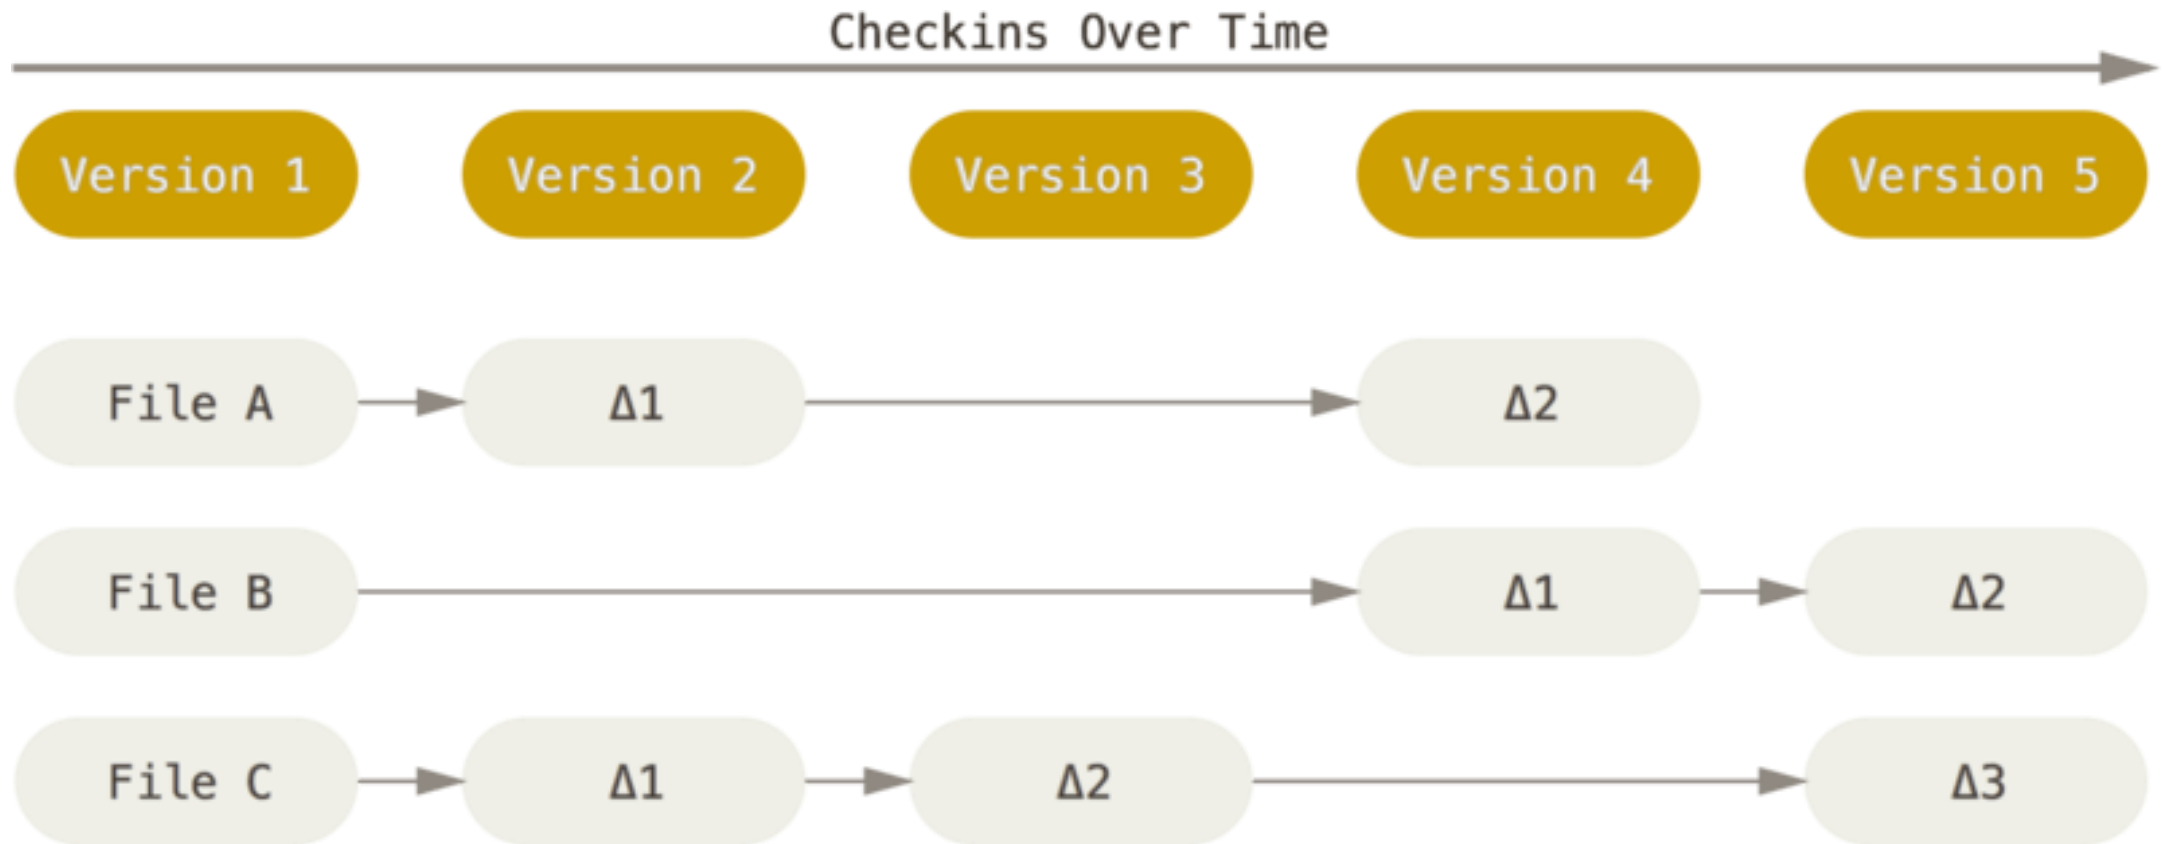 Checkins Over Time
Version 1 Version 2 Version 3 Version 4 Version 5
File A Δ1 Δ2
File B Δ1 Δ2
File C Δ1 Δ2 Δ3